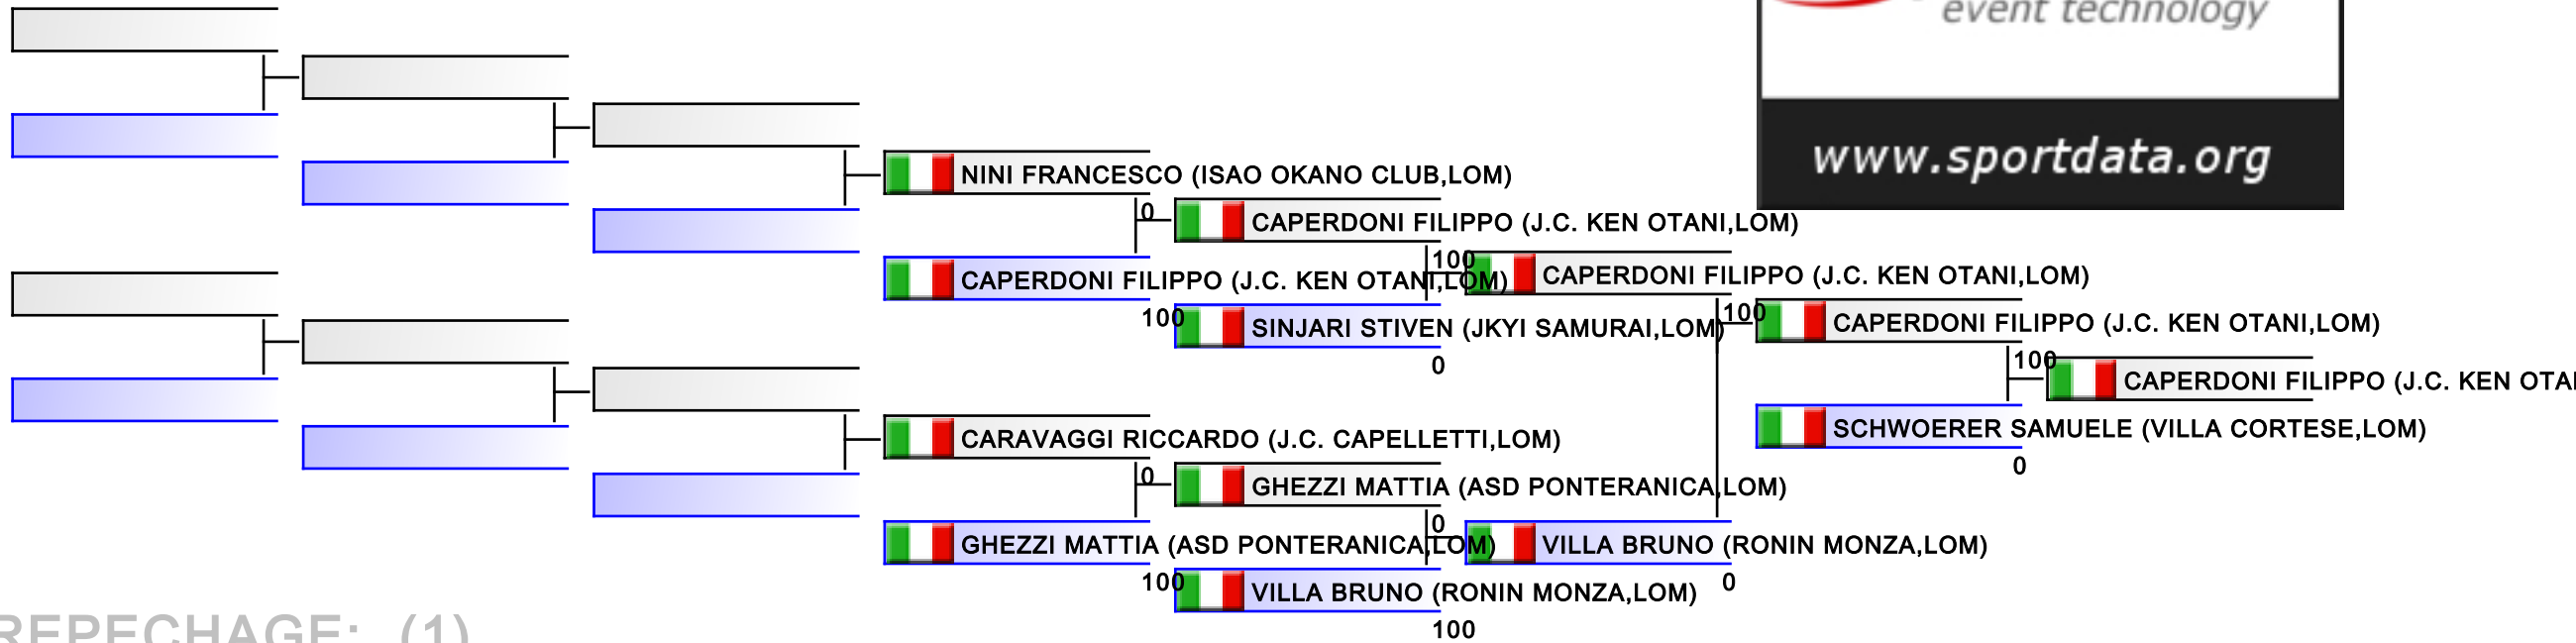 event technology
www.sportdata.org
NINI FRANCESCO (ISAO OKANO CLUB,LOM)
0
CAPERDONI FILIPPO (J.C. KEN OTANI,LOM)
100
CAPERDONI FILIPPO (J.C. KEN OTANI,LOM)
CAPERDONI FILIPPO (J.C. KEN OTANI,LOM)
100
SINJARI STIVEN (JKYI SAMURAI,LOM)
0
100
CAPERDONI FILIPPO (J.C. KEN OTANI,LOM)
100
CAPERDONI FILIPPO (J.C. KEN OTA
SCHWOERER SAMUELE (VILLA CORTESE,LOM)
0
CARAVAGGI RICCARDO (J.C. CAPELLETTI,LOM)
0
GHEZZI MATTIA (ASD PONTERANICA,LOM)
0
GHEZZI MATTIA (ASD PONTERANICA,LOM)
VILLA BRUNO (RONIN MONZA,LOM)
100
0
VILLA BRUNO (RONIN MONZA,LOM)
100
REPECHAGE: (1)